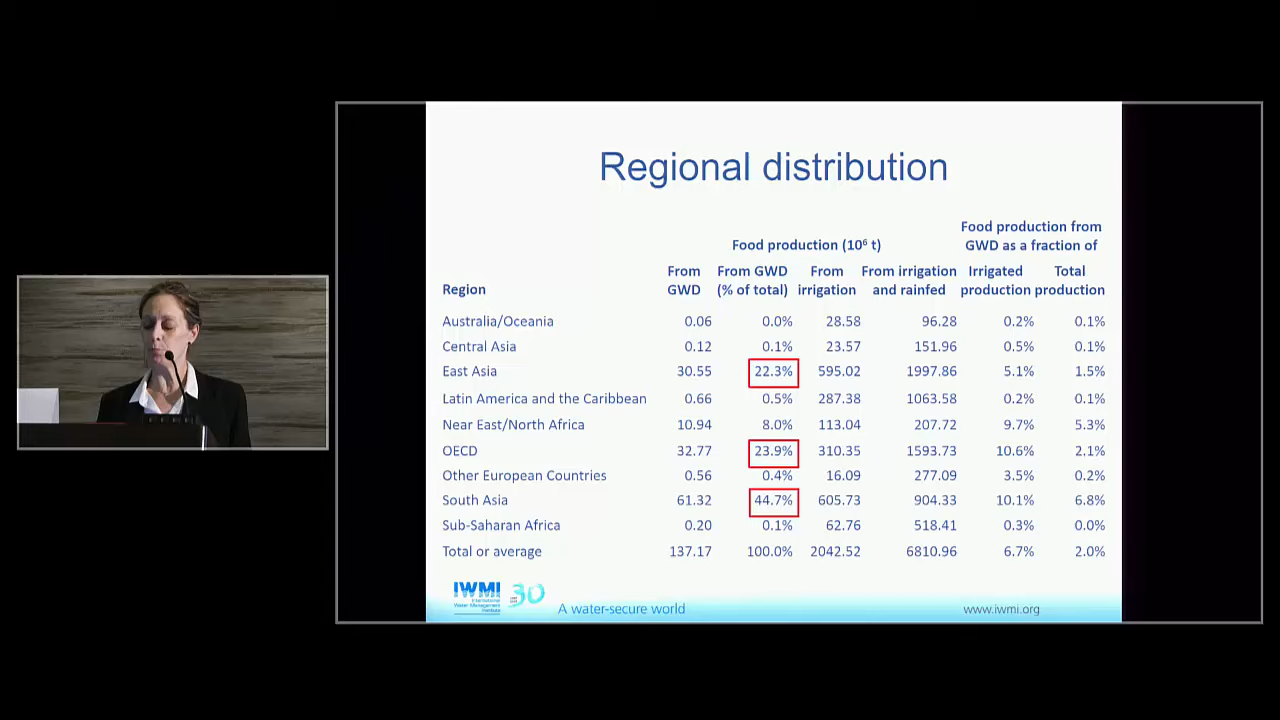 Regional distribution
Food production from
Food production (10⁶ t) GWD as a fraction of
From From GWD From From irrigation Irrigated Total
Region GWD (% of total) irrigation and rainfed production production
Australia/Oceania 0.06 0.0% 28.58 96.28 0.2% 0.1%
Central Asia 0.12 0.1% 23.57 151.96 0.5% 0.1%
East Asia 30.55 22.3% 595.02 1997.86 5.1% 1.5%
Latin America and the Caribbean 0.66 0.5% 287.38 1063.58 0.2% 0.1%
Near East/North Africa 10.94 8.0% 113.04 207.72 9.7% 5.3%
OECD 32.77 23.9% 310.35 1593.73 10.6% 2.1%
Other European Countries 0.56 0.4% 16.09 277.09 3.5% 0.2%
South Asia 61.32 44.7% 605.73 904.33 10.1% 6.8%
Sub-Saharan Africa 0.20 0.1% 62.76 518.41 0.3% 0.0%
Total or average 137.17 100.0% 2042.52 6810.96 6.7% 2.0%
IWMI 30
International
Water Management
Institute
A water-secure world www.iwmi.org